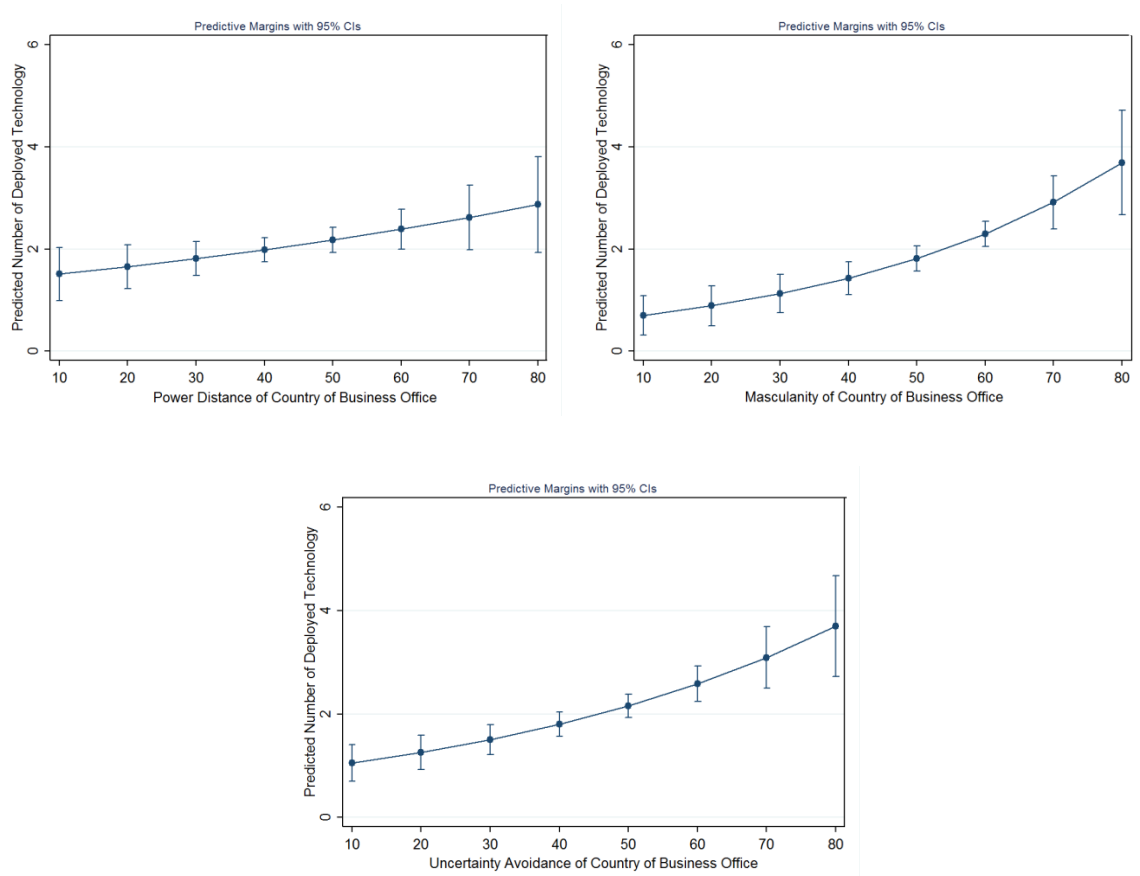 Predictive Margins with 95% CIs
Predicted Number of Deployed Technology
6
4
2
0
10 20 30 40 50 60 70 80
Power Distance of Country of Business Office
Predictive Margins with 95% CIs
Predicted Number of Deployed Technology
6
4
2
0
10 20 30 40 50 60 70 80
Masculanity of Country of Business Office
Predictive Margins with 95% CIs
Predicted Number of Deployed Technology
6
4
2
0
10 20 30 40 50 60 70 80
Uncertainty Avoidance of Country of Business Office